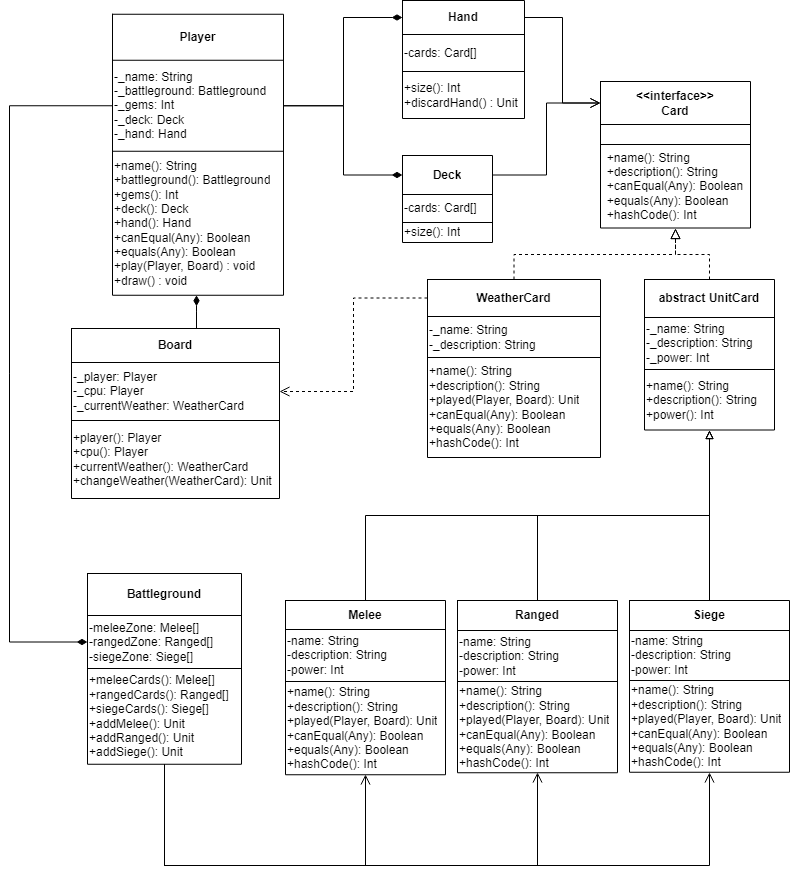 Player
-_name: String
-_battleground: Battleground
-_gems: Int
-_deck: Deck
-_hand: Hand
+name(): String
+battleground(): Battleground
+gems(): Int
+deck(): Deck
+hand(): Hand
+canEqual(Any): Boolean
+equals(Any): Boolean
+play(Player, Board) : void
+draw() : void
Hand
-cards: Card[]
+size(): Int
+discardHand() : Unit
Deck
-cards: Card[]
+size(): Int
<<interface>>
Card
+name(): String
+description(): String
+canEqual(Any): Boolean
+equals(Any): Boolean
+hashCode(): Int
Board
-_player: Player
-_cpu: Player
-_currentWeather: WeatherCard
+player(): Player
+cpu(): Player
+currentWeather(): WeatherCard
+changeWeather(WeatherCard): Unit
WeatherCard
-_name: String
-_description: String
+name(): String
+description(): String
+played(Player, Board): Unit
+canEqual(Any): Boolean
+equals(Any): Boolean
+hashCode(): Int
abstract UnitCard
-_name: String
-_description: String
-_power: Int
+name(): String
+description(): String
+power(): Int
Battleground
-meleeZone: Melee[]
-rangedZone: Ranged[]
-siegeZone: Siege[]
+meleeCards(): Melee[]
+rangedCards(): Ranged[]
+siegeCards(): Siege[]
+addMelee(): Unit
+addRanged(): Unit
+addSiege(): Unit
Melee
-name: String
-description: String
-power: Int
+name(): String
+description(): String
+played(Player, Board): Unit
+canEqual(Any): Boolean
+equals(Any): Boolean
+hashCode(): Int
Ranged
-name: String
-description: String
-power: Int
+name(): String
+description(): String
+played(Player, Board): Unit
+canEqual(Any): Boolean
+equals(Any): Boolean
+hashCode(): Int
Siege
-name: String
-description: String
-power: Int
+name(): String
+description(): String
+played(Player, Board): Unit
+canEqual(Any): Boolean
+equals(Any): Boolean
+hashCode(): Int